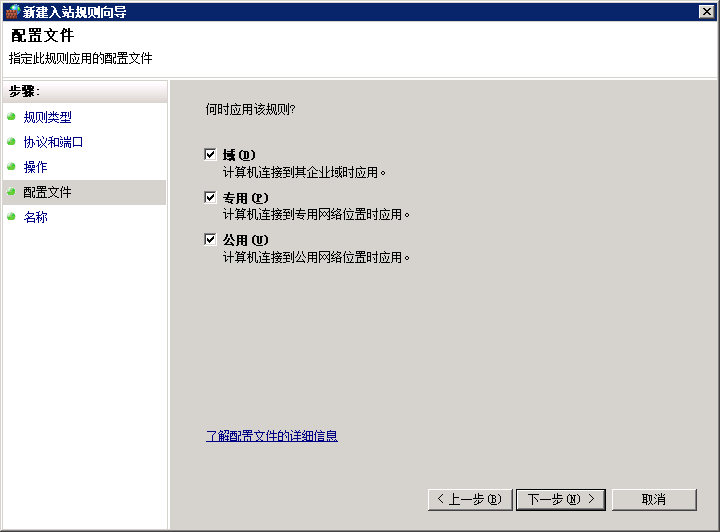 新建入站规则向导
配置文件
指定此规则应用的配置文件
步骤:
规则类型
协议和端口
操作
配置文件
名称
何时应用该规则?
域(D)
计算机连接到其企业域时应用。
专用(P)
计算机连接到专用网络位置时应用。
公用(U)
计算机连接到公用网络位置时应用。
了解配置文件的详细信息
< 上一步(B)
下一步(N) >
取消